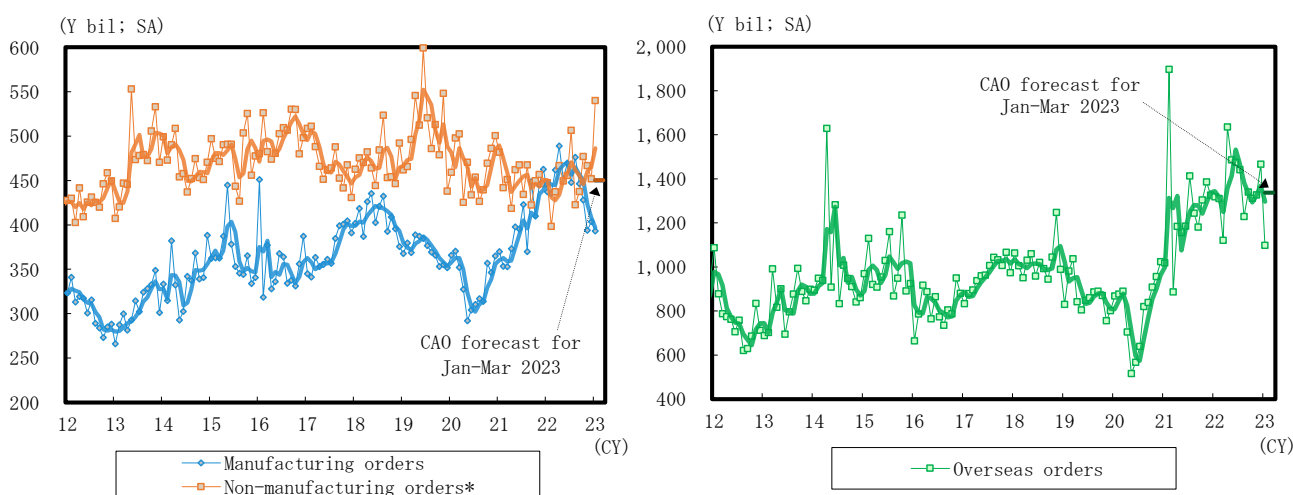 (Y bil; SA)
600
550
500
450
400
350
300
250
200
CAO forecast for
Jan-Mar 2023
12 13 14 15 16 17 18 19 20 21 22 23
(CY)
Manufacturing orders
Non-manufacturing orders*
(Y bil; SA)
2,000
1,800
1,600
1,400
1,200
1,000
800
600
400
CAO forecast for
Jan-Mar 2023
12 13 14 15 16 17 18 19 20 21 22 23
(CY)
Overseas orders